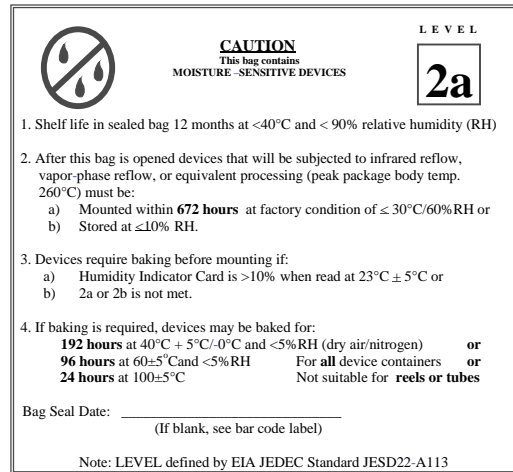 LEVEL
CAUTION
This bag contains
MOISTURE –SENSITIVE DEVICES
2a
1. Shelf life in sealed bag 12 months at <40°C and < 90% relative humidity (RH)
2. After this bag is opened devices that will be subjected to infrared reflow,
vapor-phase reflow, or equivalent processing (peak package body temp.
260°C) must be:
a) Mounted within 672 hours at factory condition of ≤ 30°C/60%RH or
b) Stored at ≤10% RH.
3. Devices require baking before mounting if:
a) Humidity Indicator Card is >10% when read at 23°C ± 5°C or
b) 2a or 2b is not met.
4. If baking is required, devices may be baked for:
192 hours at 40°C + 5°C/-0°C and <5%RH (dry air/nitrogen) or
96 hours at 60±5°Cand <5%RH For all device containers or
24 hours at 100±5°C Not suitable for reels or tubes
Bag Seal Date: ______________________________
(If blank, see bar code label)
Note: LEVEL defined by EIA JEDEC Standard JESD22-A113